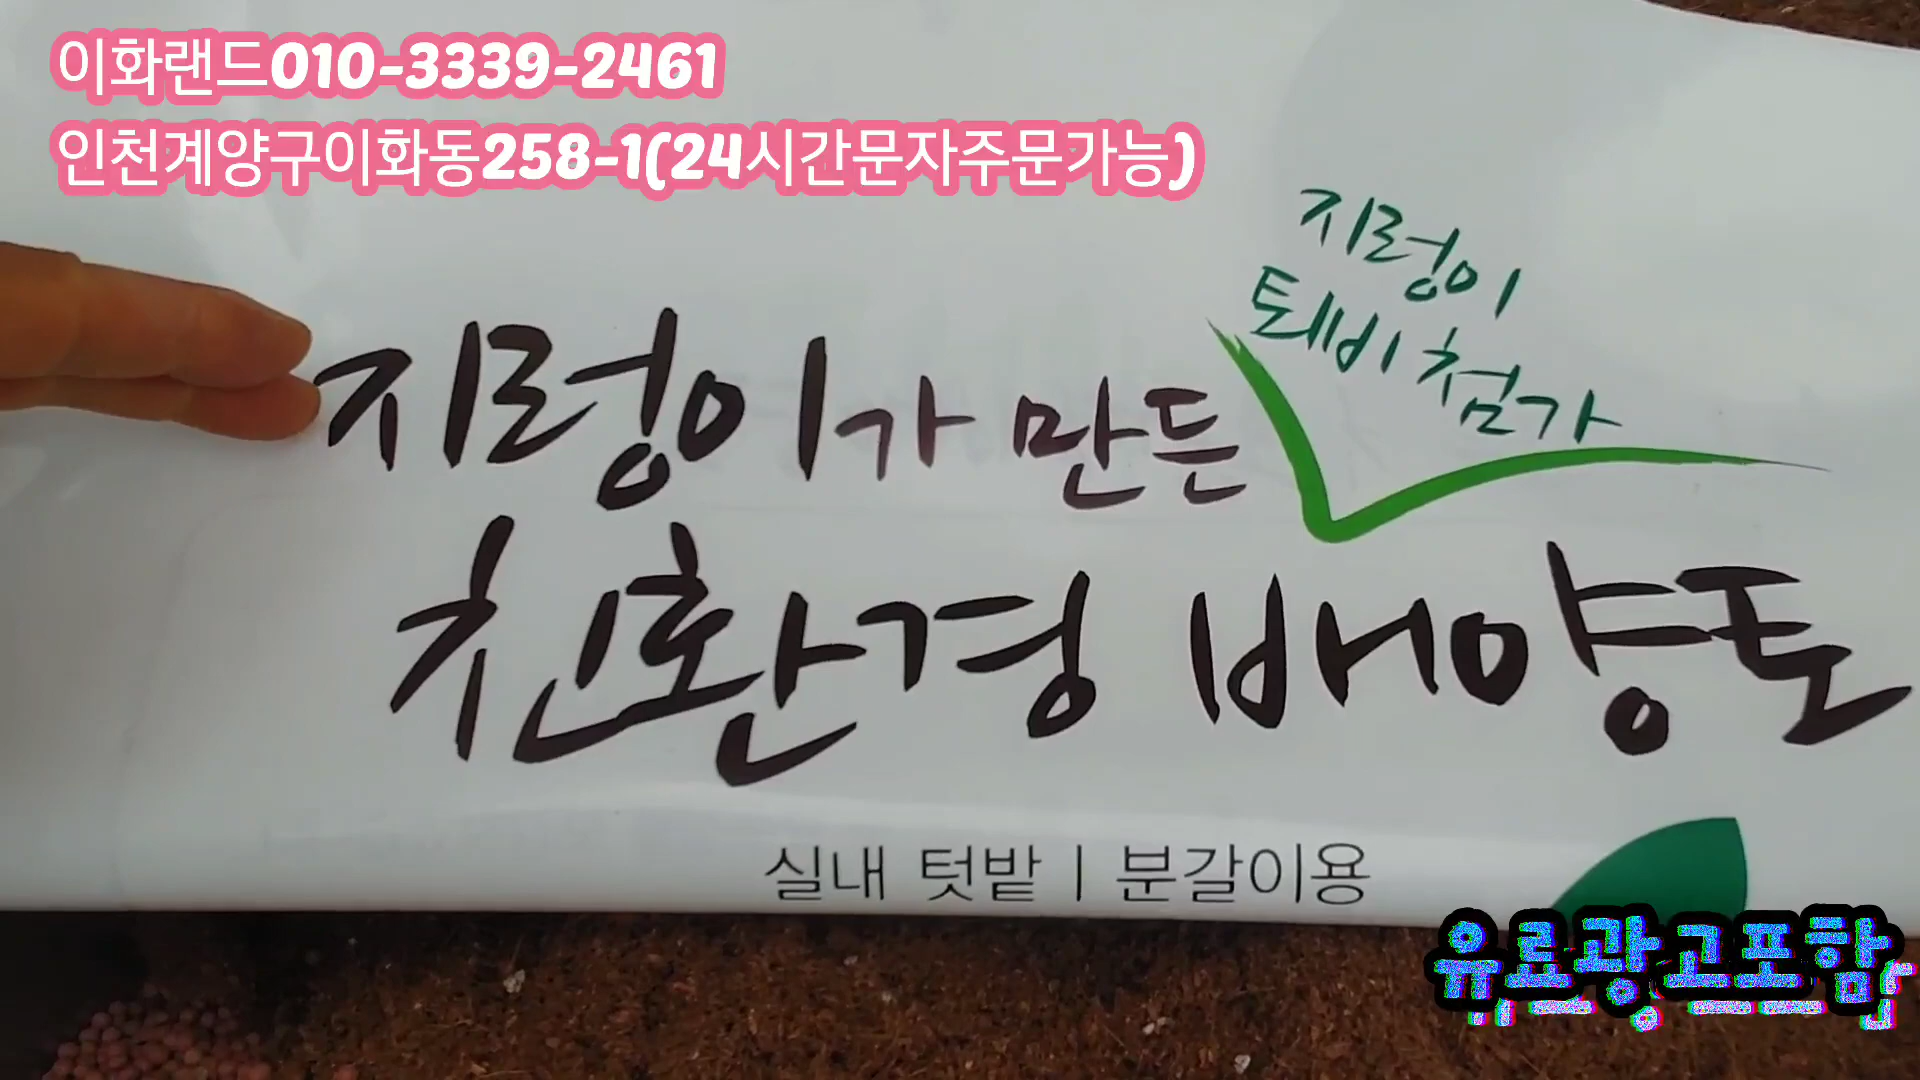 이화랜드010-3339-2461
인천계양구이화동258-1(24시간문자주문가능)
지렁이
퇴비 첨가
지렁이가 만든
친환경 배양토
실내 텃밭 | 분갈이용
유료광고포함